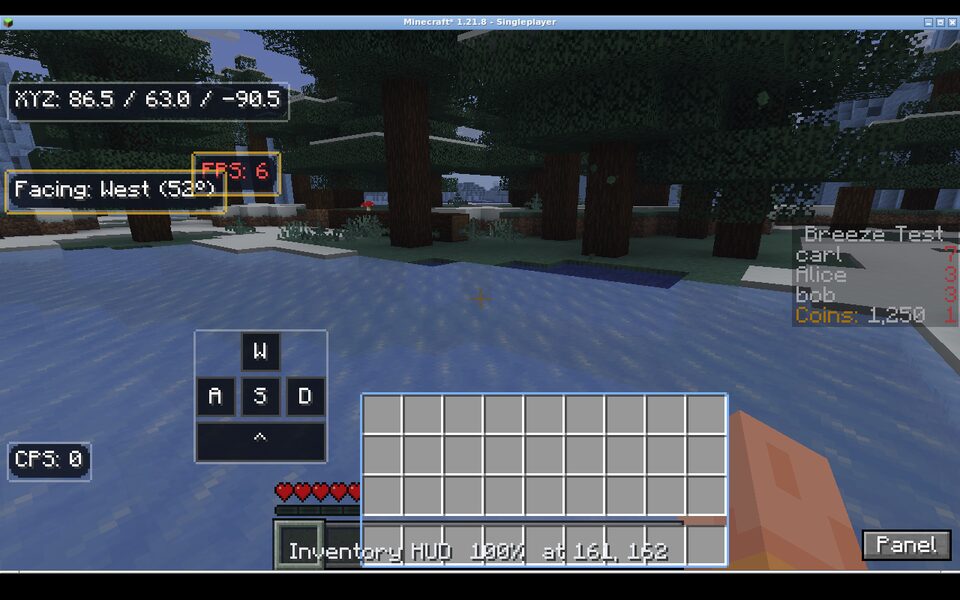 Minecraft* 1.21.8 - Singleplayer
XYZ: 86.5 / 63.0 / -90.5
FPS: 6
Facing: West (52º)
Breeze Test
carl 7
Alice 3
bob 3
Coins: 1,250 1
W
A S D
^
CPS: 0
Inventory HUD 100% at 161, 162
Panel